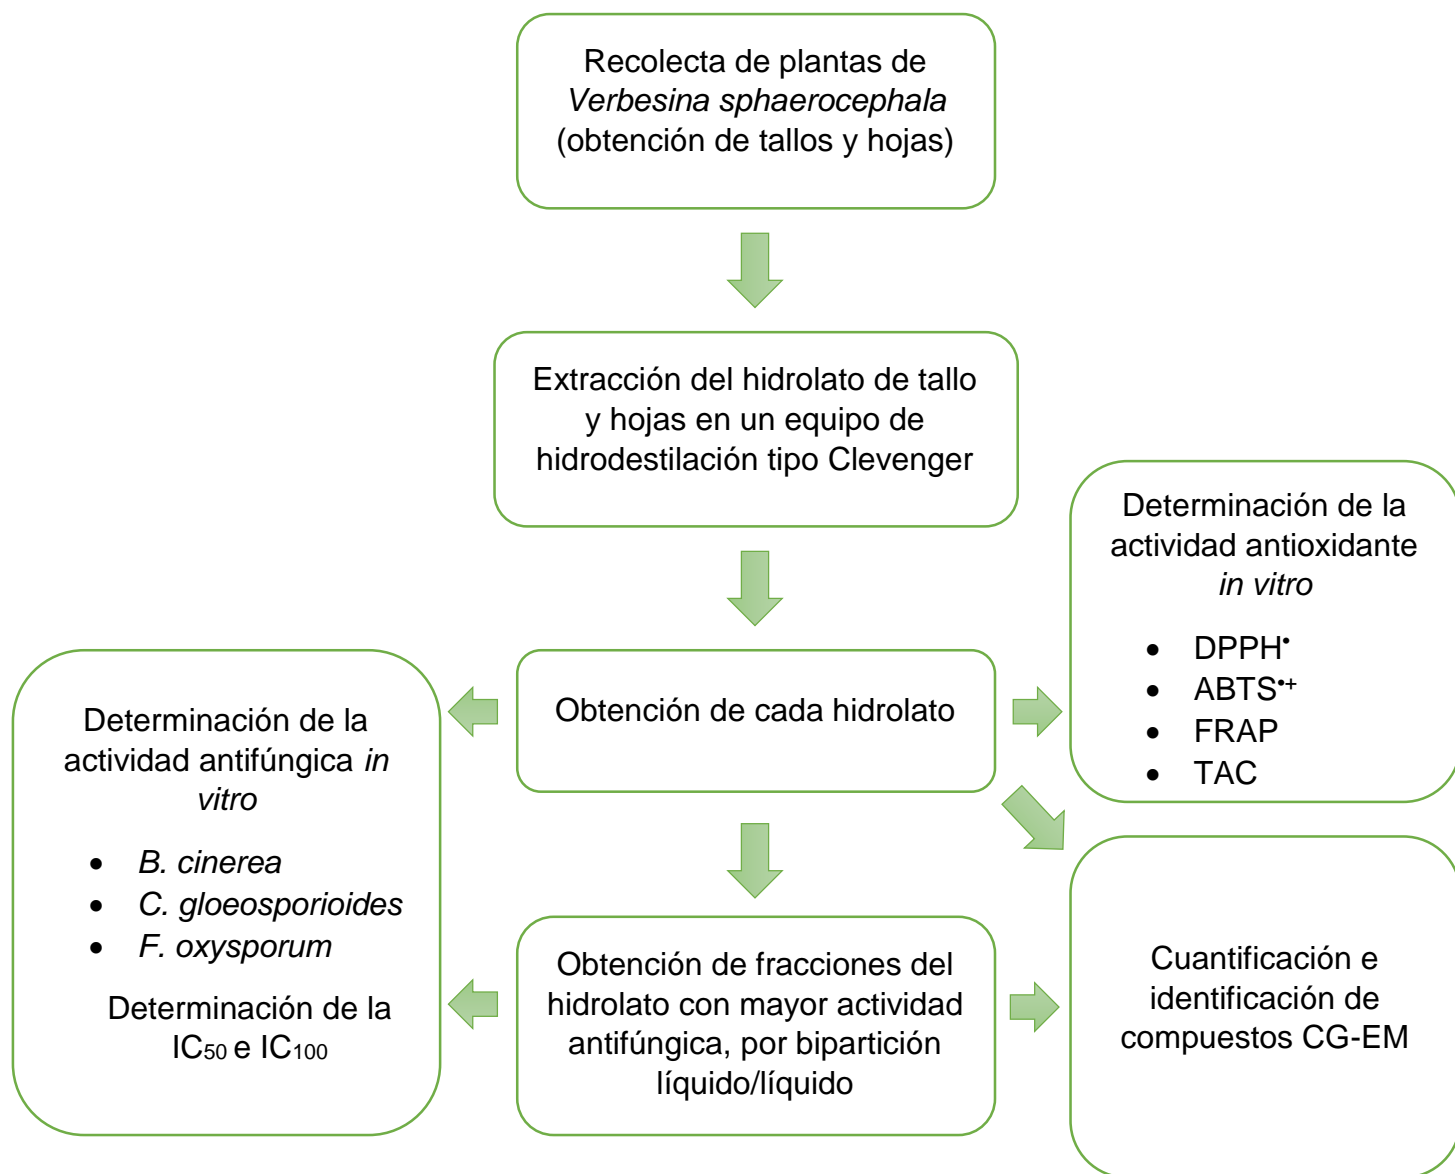 Recolecta de plantas de
Verbesina sphaerocephala
(obtención de tallos y hojas)
Extracción del hidrolato de tallo
y hojas en un equipo de
hidrodestilación tipo Clevenger
Determinación de la
actividad antioxidante
in vitro
• DPPH•
• ABTS•+
• FRAP
• TAC
Obtención de cada hidrolato
Determinación de la
actividad antifúngica in
vitro
• B. cinerea
• C. gloeosporioides
• F. oxysporum
Determinación de la
IC50 e IC100
Obtención de fracciones del
hidrolato con mayor actividad
antifúngica, por bipartición
líquido/líquido
Cuantificación e
identificación de
compuestos CG-EM